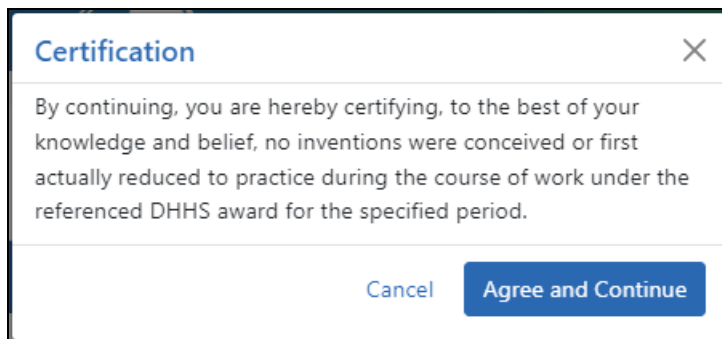 Certification
By continuing, you are hereby certifying, to the best of your
knowledge and belief, no inventions were conceived or first
actually reduced to practice during the course of work under the
referenced DHHS award for the specified period.
Cancel
Agree and Continue